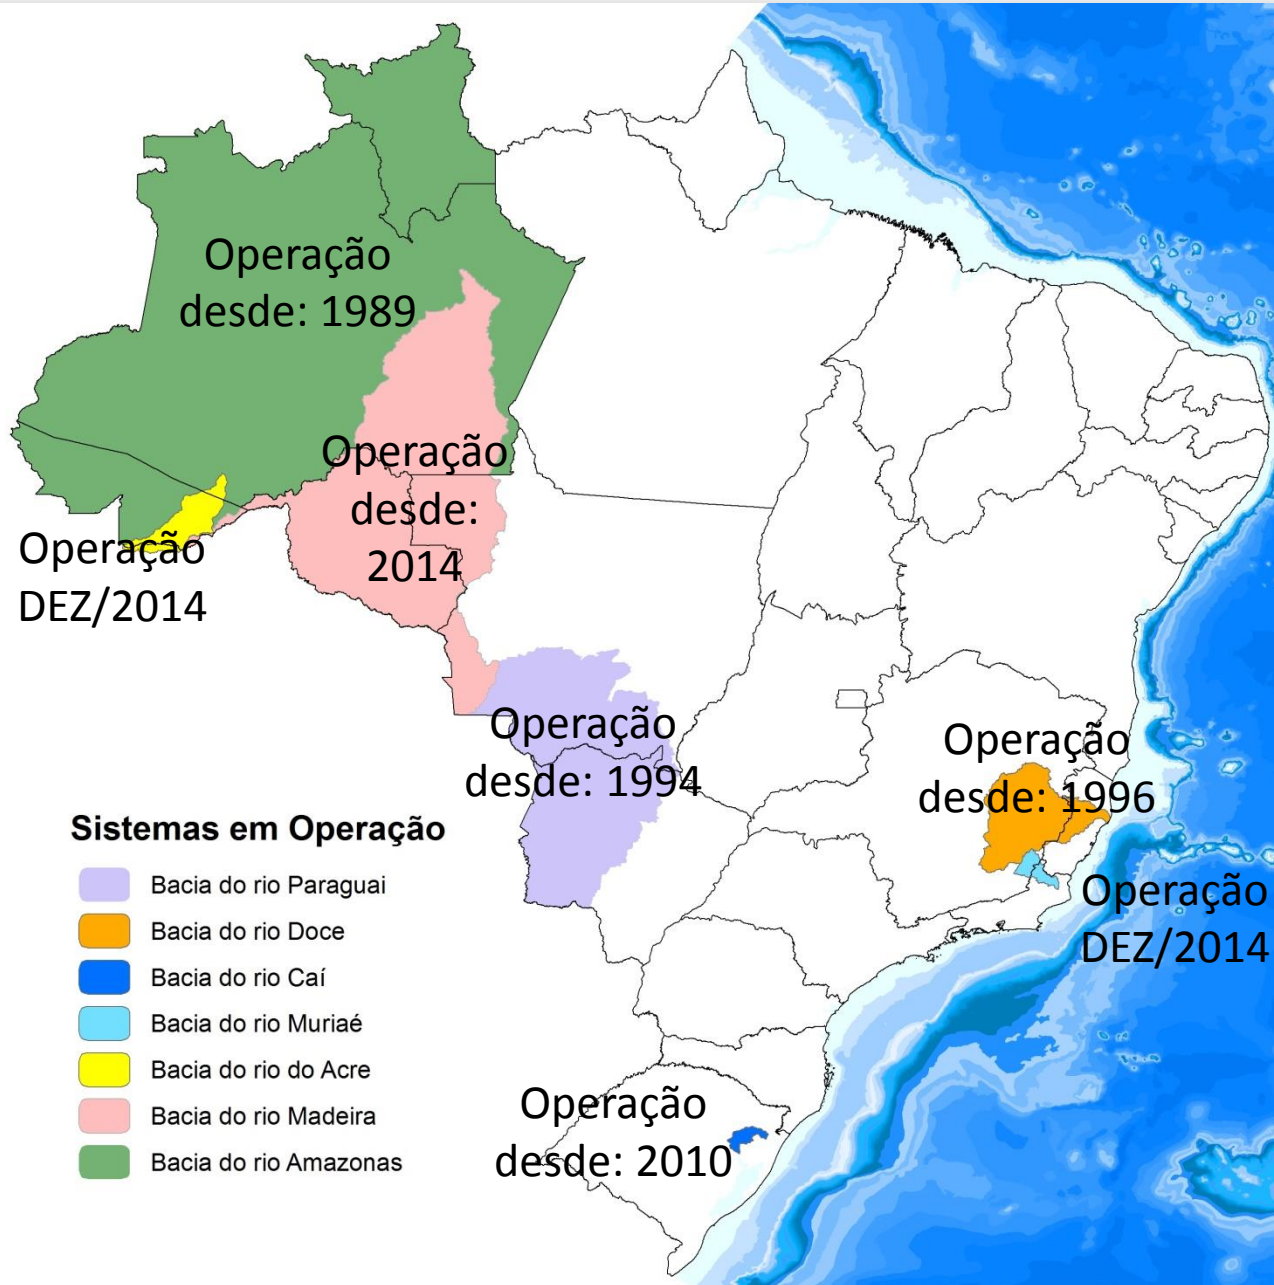 Operação
desde: 1989
Operação
desde:
2014
Operação
DEZ/2014
Operação
desde: 1994
Operação
desde: 1996
Operação
DEZ/2014
Operação
desde: 2010
Sistemas em Operação
Bacia do rio Paraguai
Bacia do rio Doce
Bacia do rio Caí
Bacia do rio Muriaé
Bacia do rio do Acre
Bacia do rio Madeira
Bacia do rio Amazonas